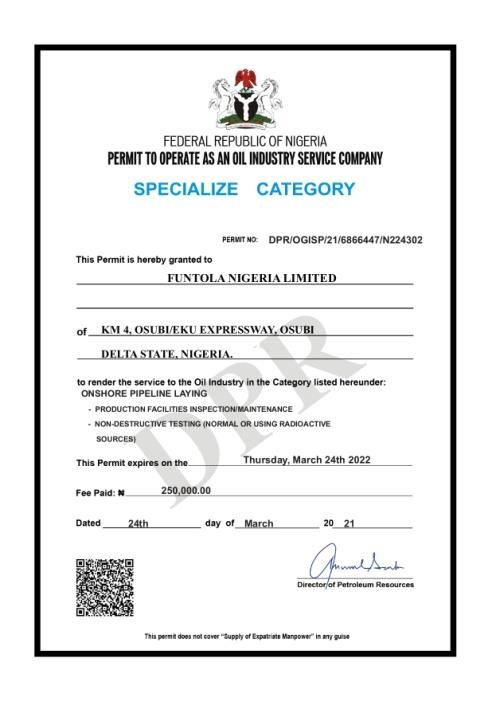 FEDERAL REPUBLIC OF NIGERIA
PERMIT TO OPERATE AS AN OIL INDUSTRY SERVICE COMPANY
SPECIALIZE CATEGORY
PERMIT NO: DPR/OGISP/21/6866447/N224302
This Permit is hereby granted to
FUNTOLA NIGERIA LIMITED
of KM 4, OSUBI/EKU EXPRESSWAY, OSUBI
DELTA STATE, NIGERIA.
DPR
to render the service to the Oil Industry in the Category listed hereunder:
ONSHORE PIPELINE LAYING
- PRODUCTION FACILITIES INSPECTION/MAINTENANCE
- NON-DESTRUCTIVE TESTING (NORMAL OR USING RADIOACTIVE
SOURCES)
This Permit expires on the Thursday, March 24th 2022
Fee Paid: ₦ 250,000.00
Dated 24th day of March 20 21
Director of Petroleum Resources
This permit does not cover “Supply of Expatriate Manpower” in any guise